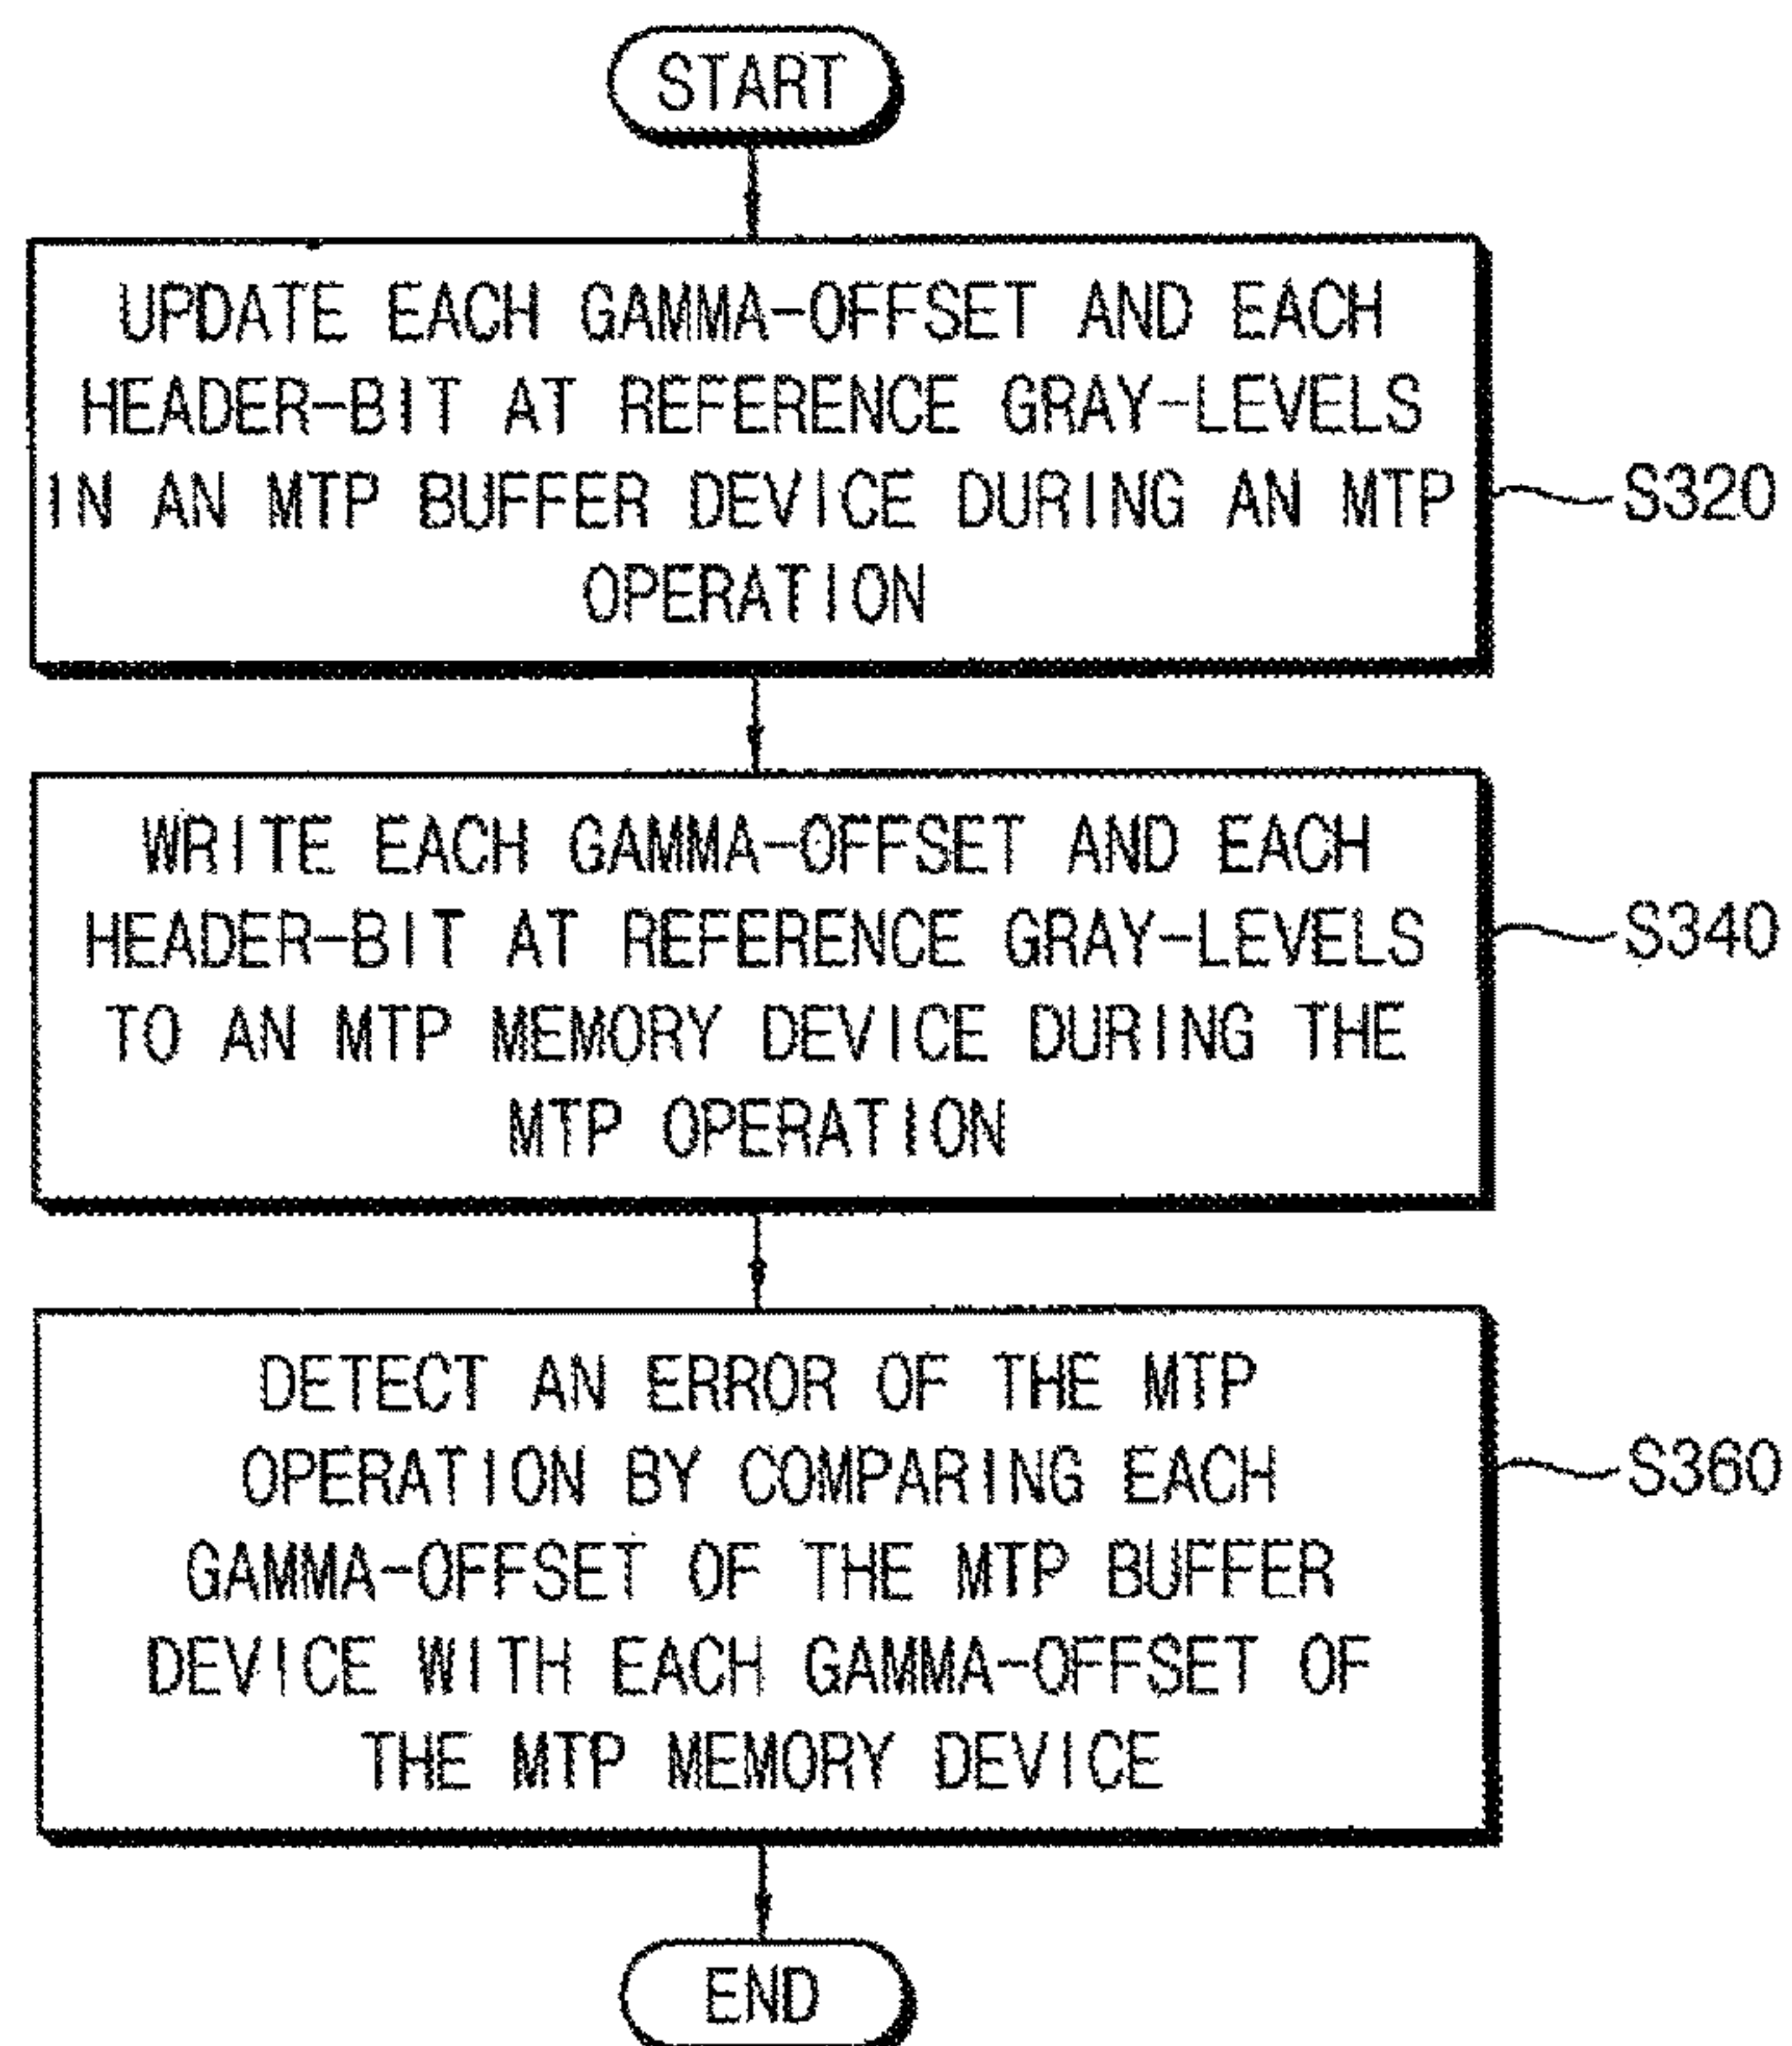 START
UPDATE EACH GAMMA-OFFSET AND EACH
HEADER-BIT AT REFERENCE GRAY-LEVELS
IN AN MTP BUFFER DEVICE DURING AN MTP
OPERATION
S320
WRITE EACH GAMMA-OFFSET AND EACH
HEADER-BIT AT REFERENCE GRAY-LEVELS
TO AN MTP MEMORY DEVICE DURING THE
MTP OPERATION
S340
DETECT AN ERROR OF THE MTP
OPERATION BY COMPARING EACH
GAMMA-OFFSET OF THE MTP BUFFER
DEVICE WITH EACH GAMMA-OFFSET OF
THE MTP MEMORY DEVICE
S360
END